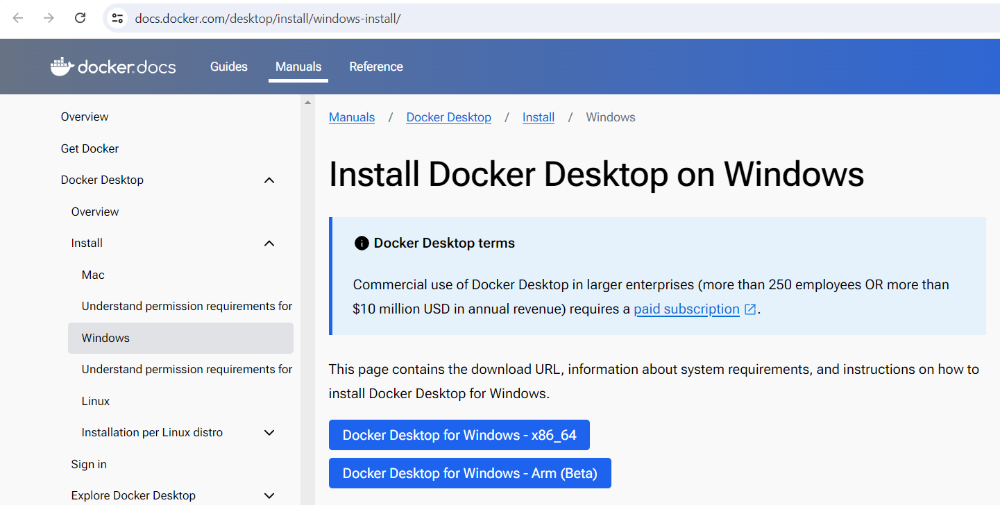 docs.docker.com/desktop/install/windows-install/
docker docs
Guides
Manuals
Reference
Overview
Get Docker
Docker Desktop
Overview
Install
Mac
Understand permission requirements for
Windows
Understand permission requirements for
Linux
Installation per Linux distro
Sign in
Explore Docker Desktop
Manuals / Docker Desktop / Install / Windows
Install Docker Desktop on Windows
Docker Desktop terms
Commercial use of Docker Desktop in larger enterprises (more than 250 employees OR more than
$10 million USD in annual revenue) requires a paid subscription.
This page contains the download URL, information about system requirements, and instructions on how to
install Docker Desktop for Windows.
Docker Desktop for Windows - x86_64
Docker Desktop for Windows - Arm (Beta)